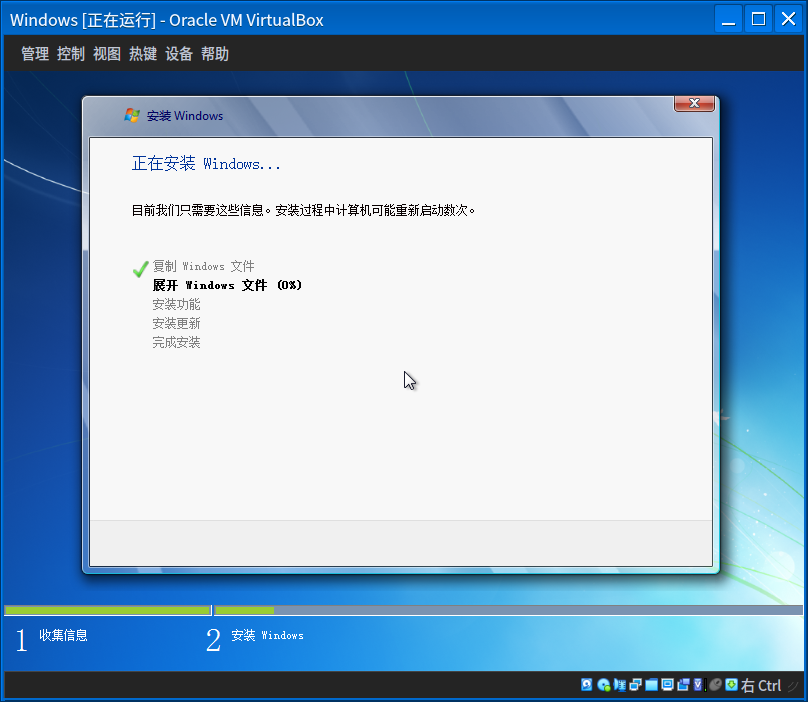 Windows [正在运行] - Oracle VM VirtualBox
管理 控制 视图 热键 设备 帮助
安装 Windows
正在安装 Windows...
目前我们只需要这些信息。安装过程中计算机可能重新启动数次。
复制 Windows 文件
展开 Windows 文件 (0%)
安装功能
安装更新
完成安装
1 收集信息 2 安装 Windows
右 Ctrl